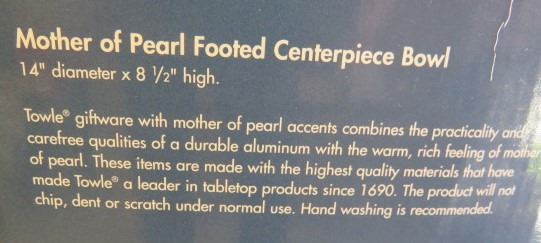 Mother of Pearl Footed Centerpiece Bowl
14" diameter x 8 1/2" high.
Towle® giftware with mother of pearl accents combines the practicality and
carefree qualities of a durable aluminum with the warm, rich feeling of mother
of pearl. These items are made with the highest quality materials that have
made Towle® a leader in tabletop products since 1690. The product will not
chip, dent or scratch under normal use. Hand washing is recommended.